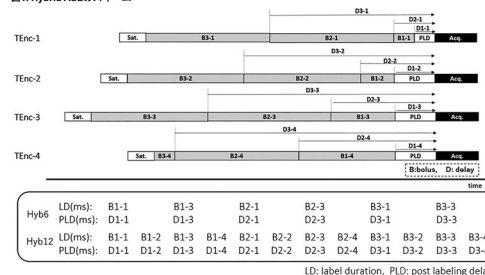 D3-1
D2-1
D1-1
TEnc-1 Sat. B3-1 B2-1 B1-1 PLD Acq.
D3-2
D2-2
D1-2
TEnc-2 Sat. B3-2 B2-2 B1-2 PLD Acq.
D3-3
D2-3
D1-3
TEnc-3 Sat. B3-3 B2-3 B1-3 PLD Acq.
D3-4
D2-4
D1-4
TEnc-4 Sat. B3-4 B2-4 B1-4 PLD Acq.
B:bolus, D: delay
time
Hyb6 LD(ms): B1-1 B1-3 B2-1 B2-3 B3-1 B3-3
PLD(ms): D1-1 D1-3 D2-1 D2-3 D3-1 D3-3
Hyb12 LD(ms): B1-1 B1-2 B1-3 B1-4 B2-1 B2-2 B2-3 B2-4 B3-1 B3-2 B3-3 B3-4
PLD(ms): D1-1 D1-2 D1-3 D1-4 D2-1 D2-2 D2-3 D2-4 D3-1 D3-2 D3-3 D3-4
LD: label duration, PLD: post labeling delay